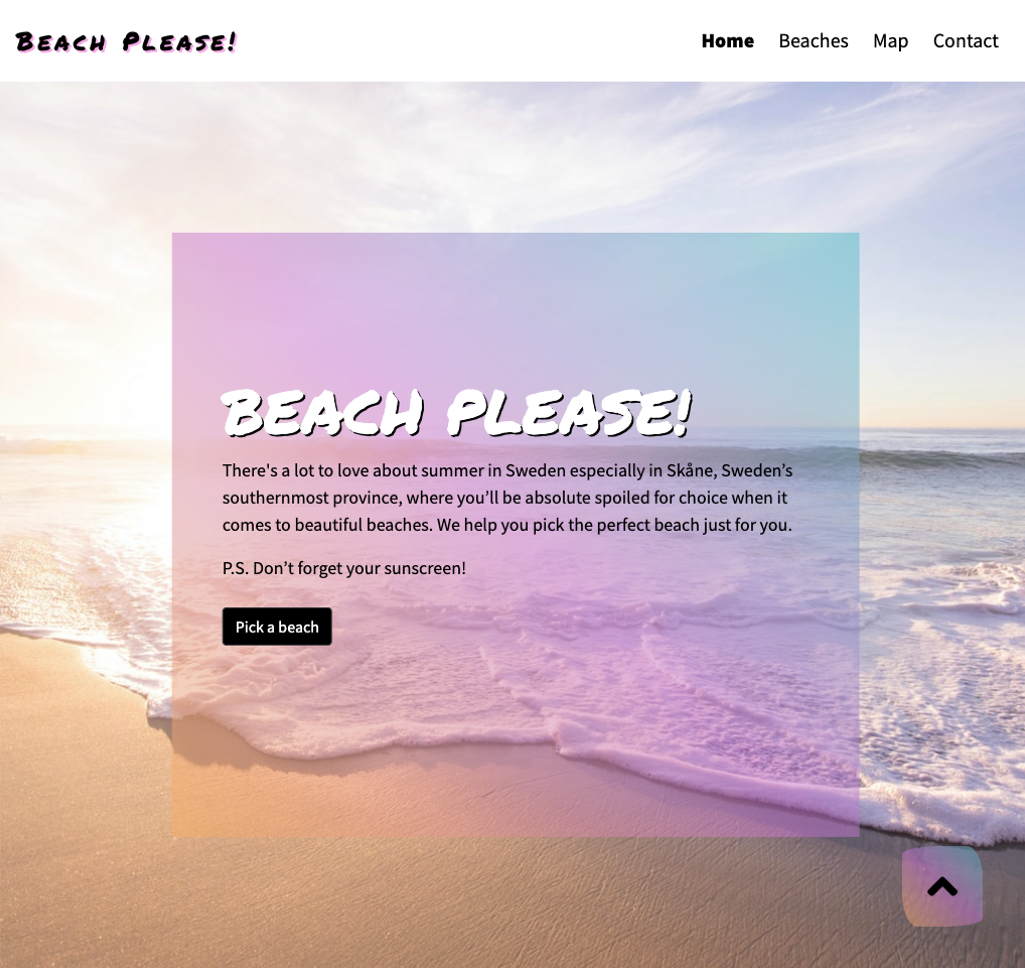 Beach Please!
Home Beaches Map Contact
BEACH PLEASE!
There's a lot to love about summer in Sweden especially in Skåne, Sweden’s
southernmost province, where you’ll be absolute spoiled for choice when it
comes to beautiful beaches. We help you pick the perfect beach just for you.
P.S. Don’t forget your sunscreen!
Pick a beach